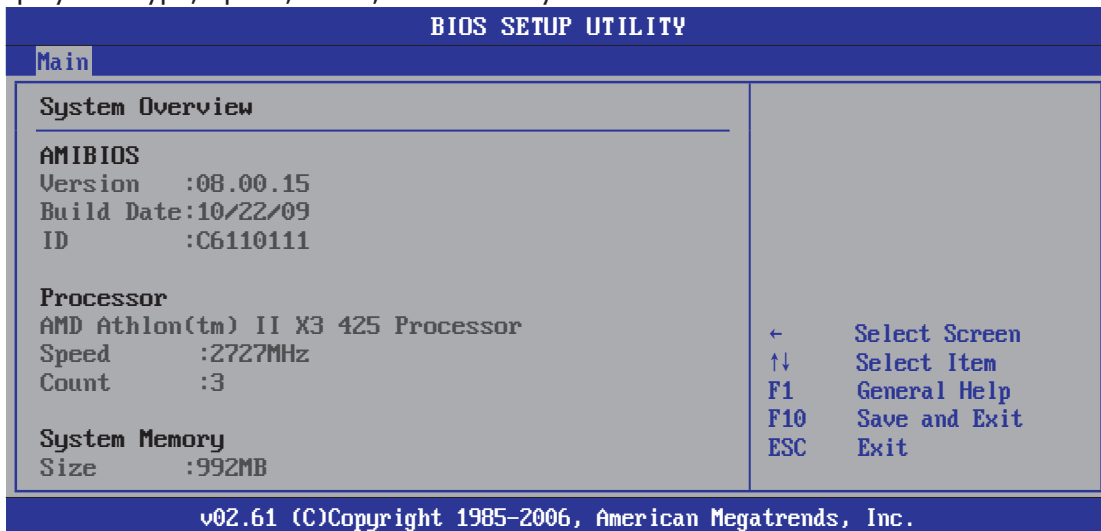 BIOS SETUP UTILITY
Main
System Overview
AMIBIOS
Version :08.00.15
Build Date:10/22/09
ID :C6110111
Processor
AMD Athlon(tm) II X3 425 Processor
Speed :2727MHz
Count :3
System Memory
Size :992MB
← Select Screen
↑↓ Select Item
F1 General Help
F10 Save and Exit
ESC Exit
v02.61 (C)Copyright 1985-2006, American Megatrends, Inc.